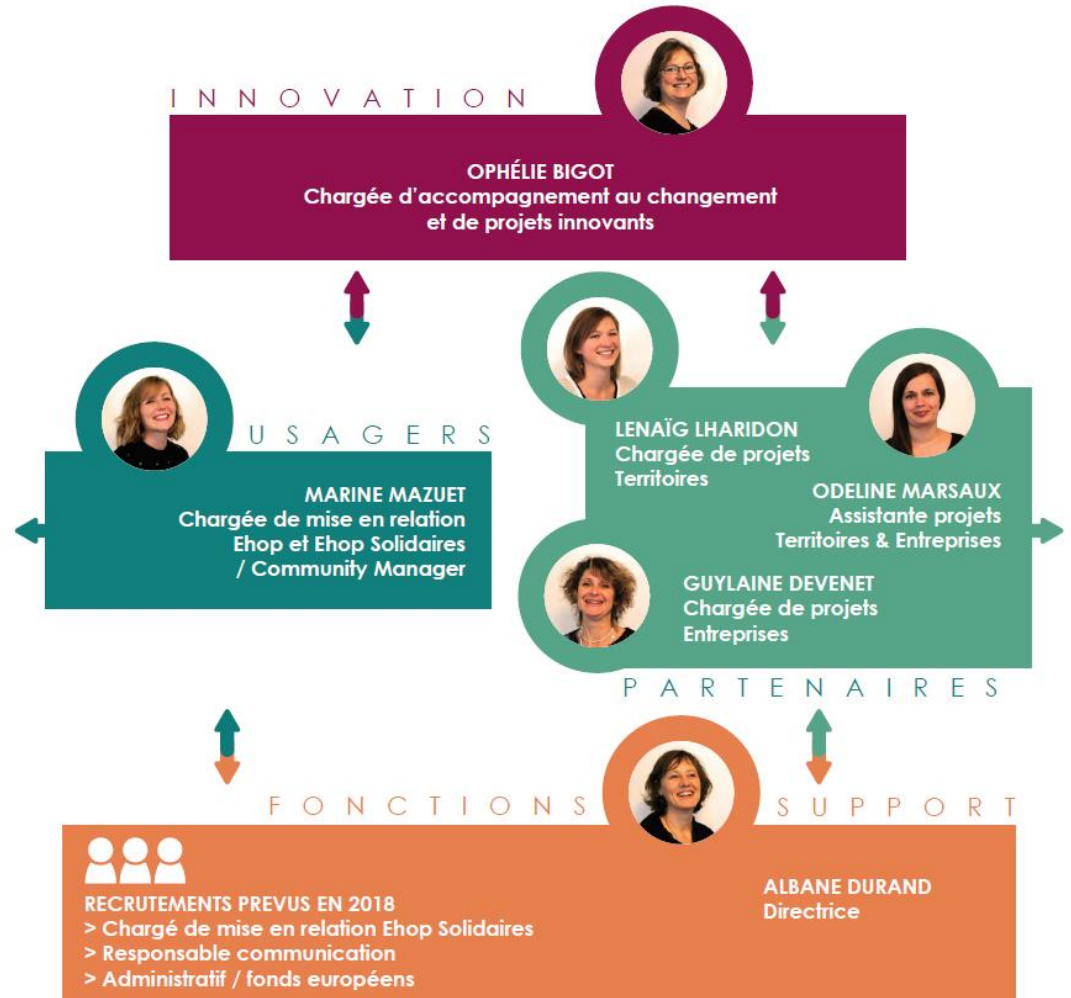 INNOVATION
OPHÉLIE BIGOT
Chargée d'accompagnement au changement
et de projets innovants
USAGERS
MARINE MAZUET
Chargée de mise en relation
Ehop et Ehop Solidaires
/ Community Manager
LENAÏG LHARIDON
Chargée de projets
Territoires
ODELINE MARSAUX
Assistante projets
Territoires & Entreprises
GUYLAINE DEVENET
Chargée de projets
Entreprises
PARTENAIRES
FONCTIONS SUPPORT
RECRUTEMENTS PREVUS EN 2018
> Chargé de mise en relation Ehop Solidaires
> Responsable communication
> Administratif / fonds européens
ALBANE DURAND
Directrice